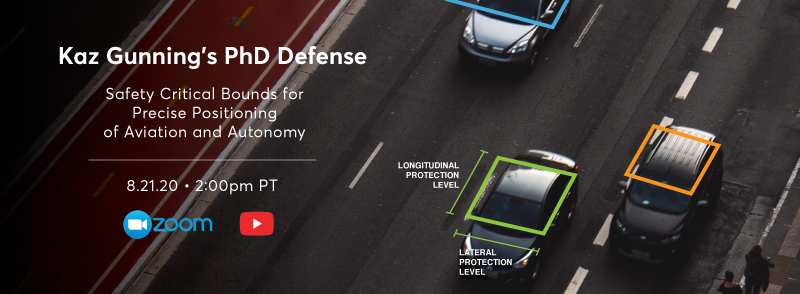 Kaz Gunning's PhD Defense
Safety Critical Bounds for
Precise Positioning
of Aviation and Autonomy
8.21.20 • 2:00pm PT
zoom
LONGITUDINAL
PROTECTION
LEVEL
LATERAL
PROTECTION
LEVEL